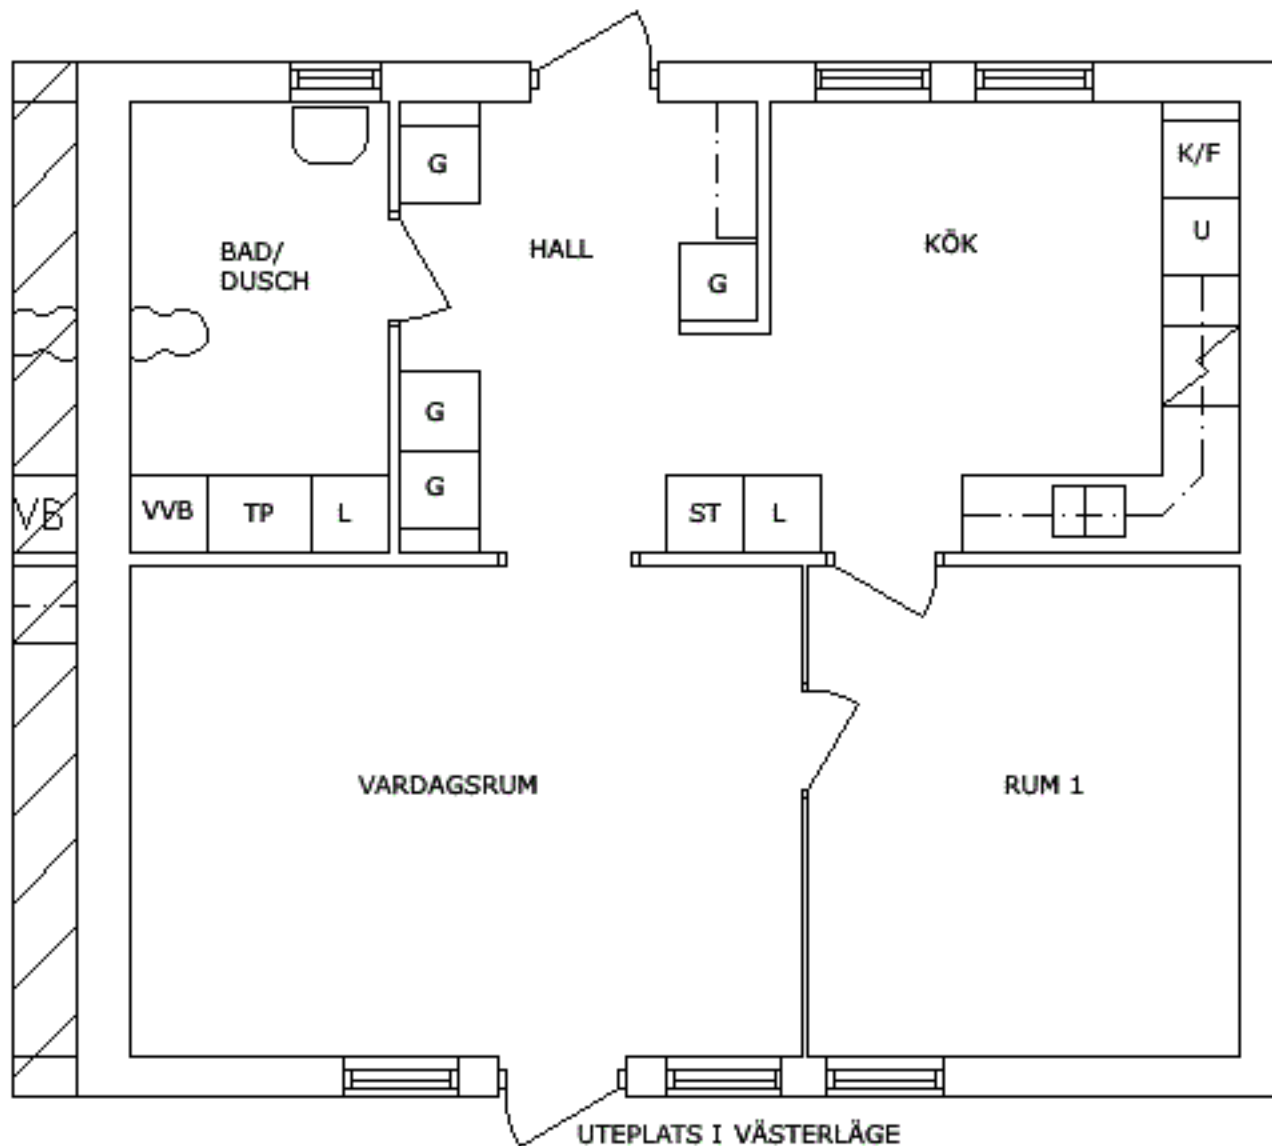 G
K/F
BAD/
DUSCH
HALL
KÖK
U
G
G
G
VB
VVB
TP
L
ST
L
VARDAGSRUM
RUM 1
UTEPLATS I VÄSTERLÄGE